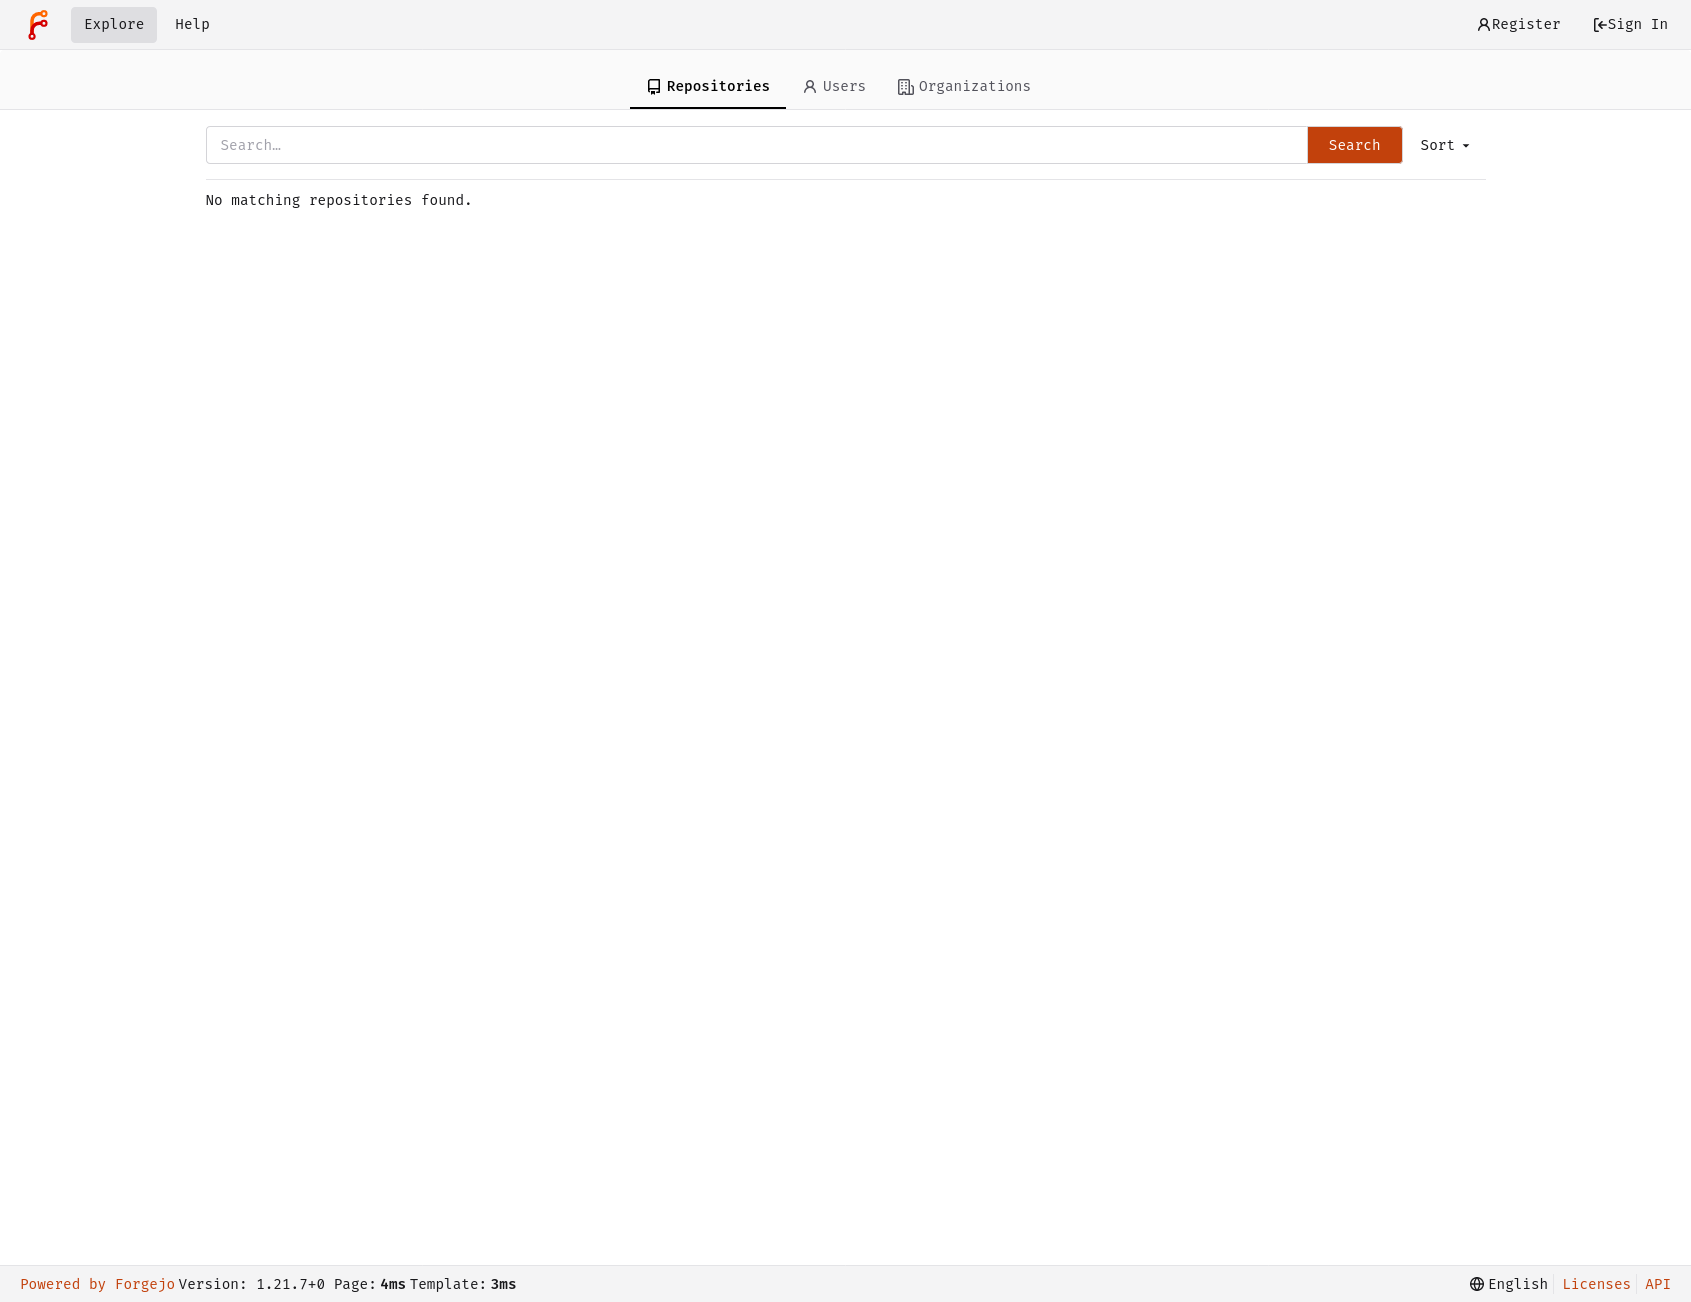 Explore Help Register Sign In
Repositories Users Organizations
Search… Search Sort
No matching repositories found.
Powered by Forgejo Version: 1.21.7+0 Page: 4ms Template: 3ms English Licenses API